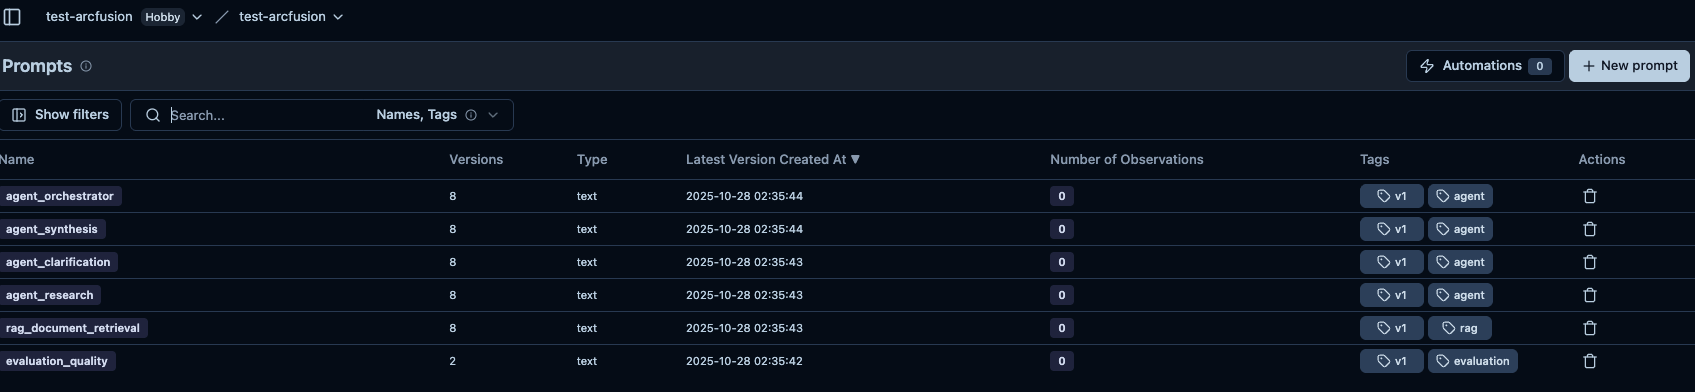 test-arcfusion Hobby / test-arcfusion
Prompts Automations 0 + New prompt
Show filters Search... Names, Tags
Name Versions Type Latest Version Created At ▼ Number of Observations Tags Actions
agent_orchestrator 8 text 2025-10-28 02:35:44 0 v1 agent
agent_synthesis 8 text 2025-10-28 02:35:44 0 v1 agent
agent_clarification 8 text 2025-10-28 02:35:43 0 v1 agent
agent_research 8 text 2025-10-28 02:35:43 0 v1 agent
rag_document_retrieval 8 text 2025-10-28 02:35:43 0 v1 rag
evaluation_quality 2 text 2025-10-28 02:35:42 0 v1 evaluation